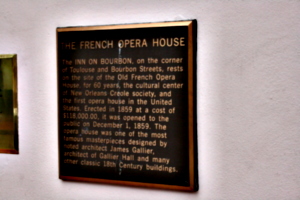 THE FRENCH OPERA HOUSE
The INN ON BOURBON, on the corner
of Toulouse and Bourbon Streets, rests
on the site of the Old French Opera
House, for 60 years, the cultural center
of New Orleans Creole society, and
the first opera house in the United
States. Erected in 1859 at a cost of
$118,000.00, it was opened to the
public on December 1, 1859. The
opera house was one of the most
famous masterpieces designed by
noted architect James Gallier,
architect of Gallier Hall and many
other classic 18th Century buildings.